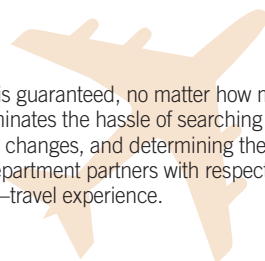 is guaranteed, no matter how
minates the hassle of searching
changes, and determining the
epartment partners with respect
–travel experience.